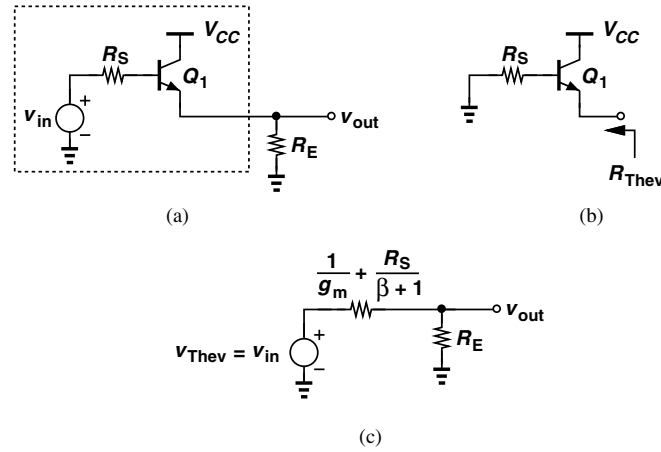 V_CC
R_S
Q_1
v_in
+
−
v_out
R_E
(a)
V_CC
R_S
Q_1
R_Thev
(b)
1/g_m + R_S/(β + 1)
v_out
v_Thev = v_in
+
−
R_E
(c)